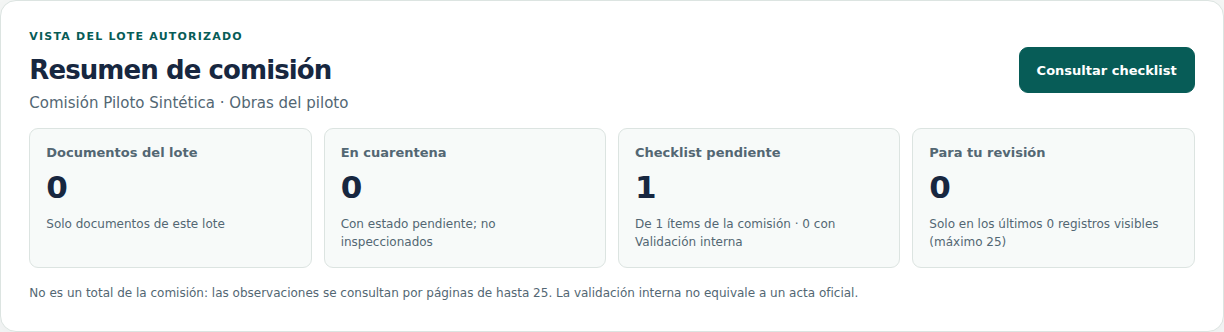 VISTA DEL LOTE AUTORIZADO
Resumen de comisión
Comisión Piloto Sintética · Obras del piloto
Consultar checklist
Documentos del lote
0
Solo documentos de este lote
En cuarentena
0
Con estado pendiente; no
inspeccionados
Checklist pendiente
1
De 1 ítems de la comisión · 0 con
Validación interna
Para tu revisión
0
Solo en los últimos 0 registros visibles
(máximo 25)
No es un total de la comisión: las observaciones se consultan por páginas de hasta 25. La validación interna no equivale a un acta oficial.